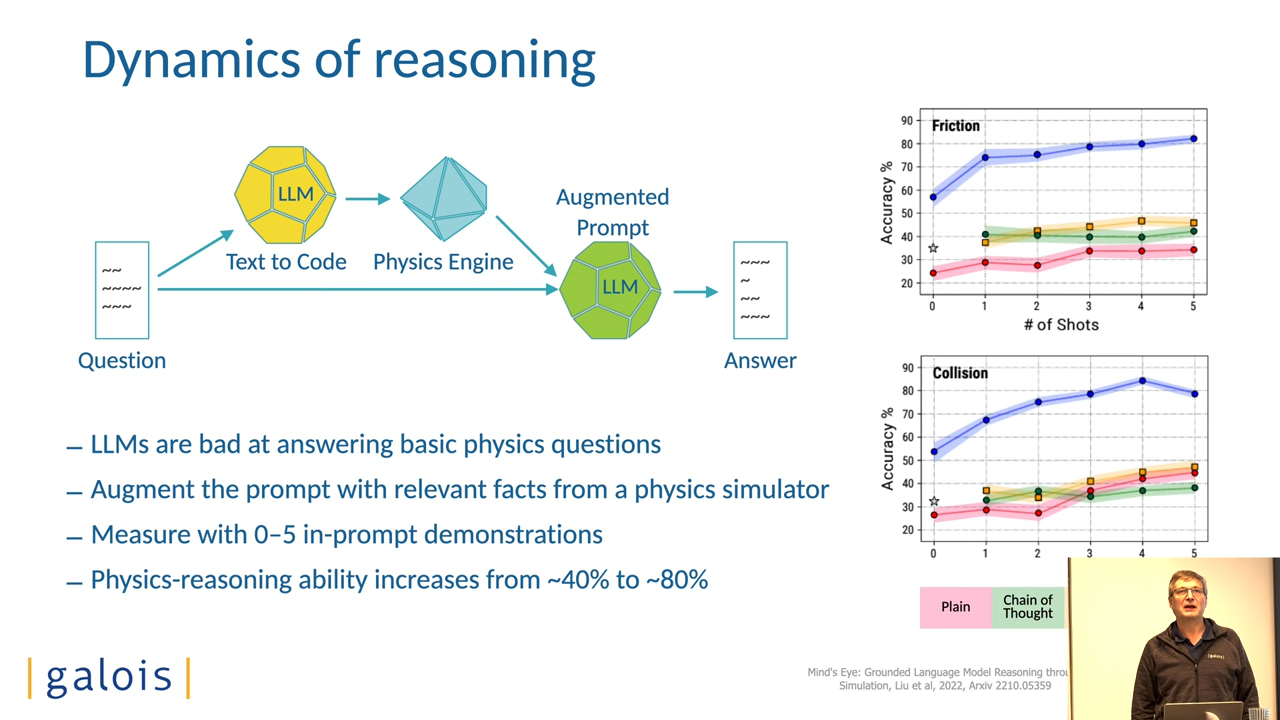 Dynamics of reasoning
LLM
Text to Code
Physics Engine
Augmented
Prompt
LLM
~~
~~~~
~~~
Question
~~~
~
~~
~~~
Answer
– LLMs are bad at answering basic physics questions
– Augment the prompt with relevant facts from a physics simulator
– Measure with 0–5 in-prompt demonstrations
– Physics-reasoning ability increases from ~40% to ~80%
Friction
Accuracy %
90
80
70
60
50
40
30
20
0 1 2 3 4 5
# of Shots
Collision
Accuracy %
90
80
70
60
50
40
30
20
0 1 2 3 4 5
Plain
Chain of
Thought
Mind's Eye: Grounded Language Model Reasoning throu
Simulation, Liu et al, 2022, Arxiv 2210.05359
| galois |